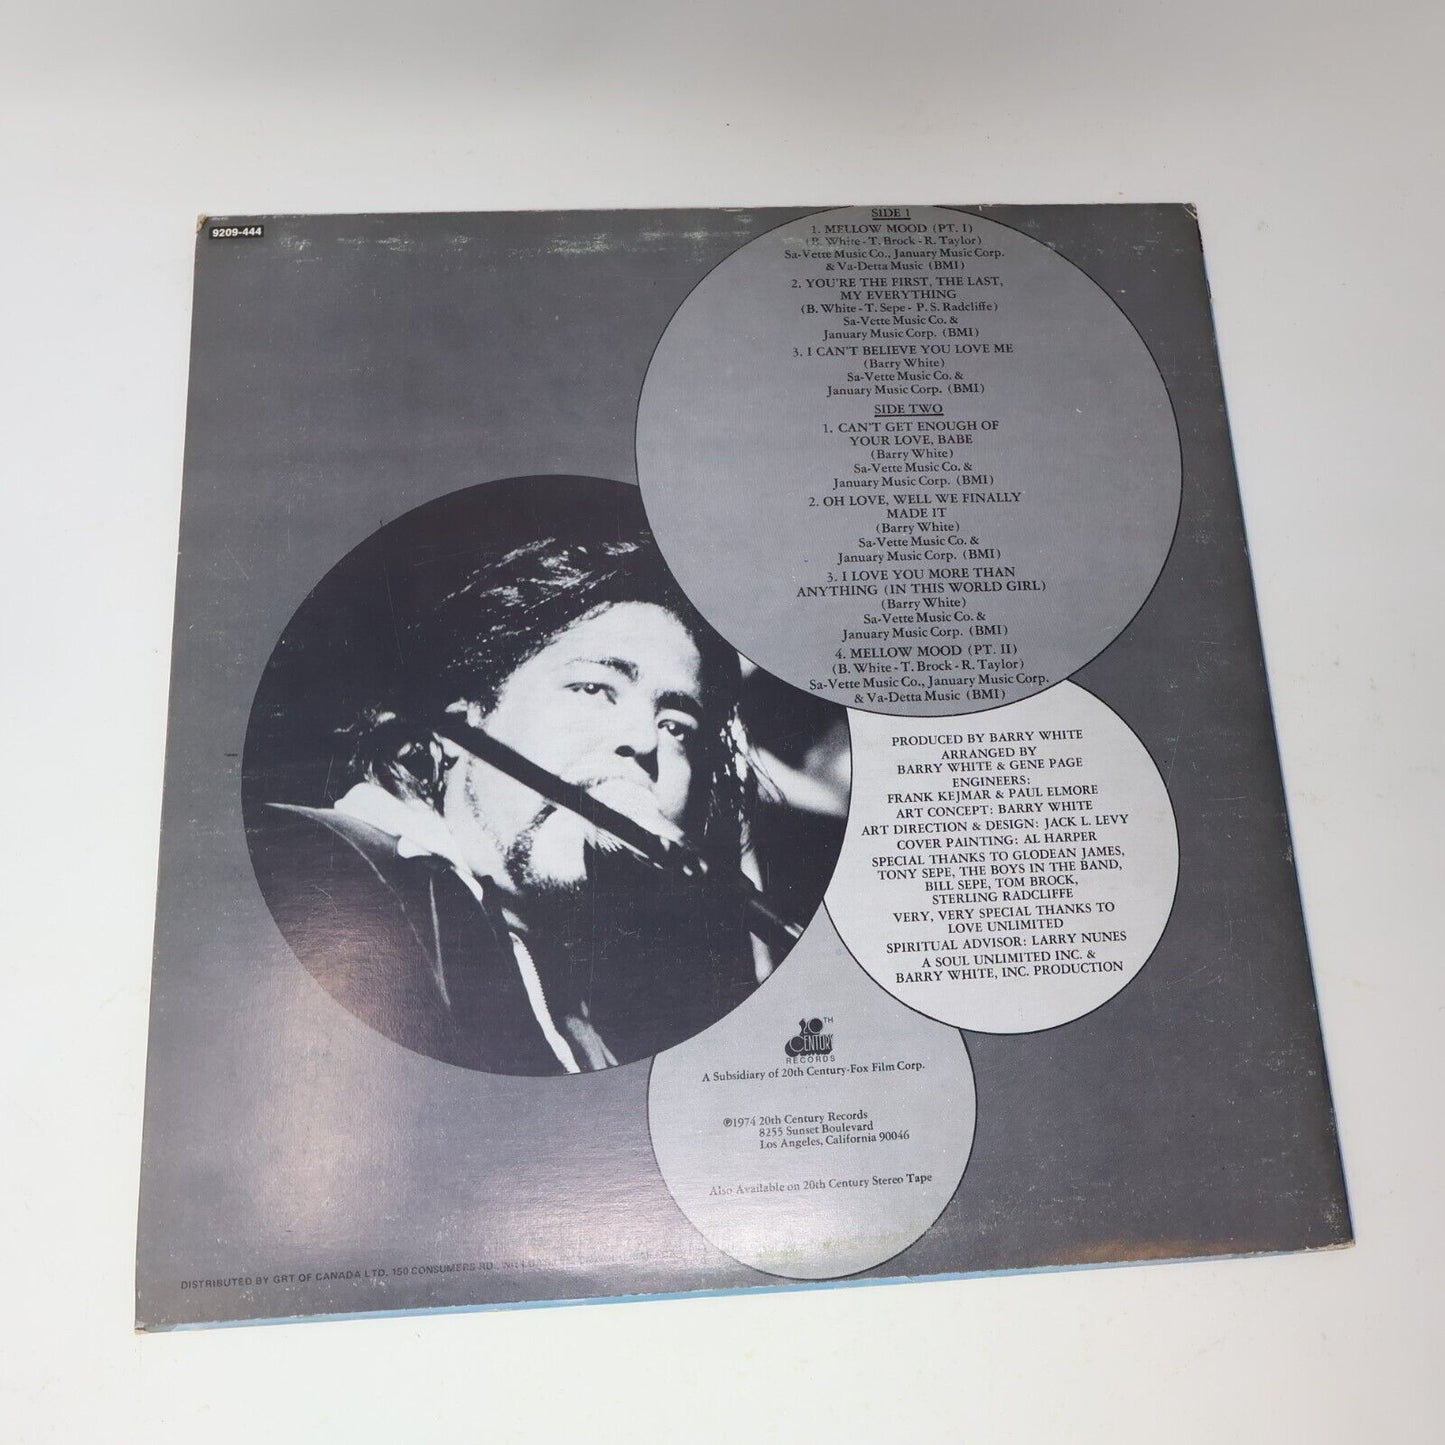 9209-444
SIDE 1
1. MELLOW MOOD (PT. I)
(B. White - T. Brock - R. Taylor)
Sa-Vette Music Co., January Music Corp.
& Va-Detta Music (BMI)
2. YOU'RE THE FIRST, THE LAST,
MY EVERYTHING
(B. White - T. Sepe - P. S. Radcliffe)
Sa-Vette Music Co. &
January Music Corp. (BMI)
3. I CAN'T BELIEVE YOU LOVE ME
(Barry White)
Sa-Vette Music Co. &
January Music Corp. (BMI)
SIDE TWO
1. CAN'T GET ENOUGH OF
YOUR LOVE, BABE
(Barry White)
Sa-Vette Music Co. &
January Music Corp. (BMI)
2. OH LOVE, WELL WE FINALLY
MADE IT
(Barry White)
Sa-Vette Music Co. &
January Music Corp. (BMI)
3. I LOVE YOU MORE THAN
ANYTHING (IN THIS WORLD GIRL)
(Barry White)
Sa-Vette Music Co. &
January Music Corp. (BMI)
4. MELLOW MOOD (PT. II)
(B. White - T. Brock - R. Taylor)
Sa-Vette Music Co., January Music Corp.
& Va-Detta Music (BMI)
PRODUCED BY BARRY WHITE
ARRANGED BY
BARRY WHITE & GENE PAGE
ENGINEERS:
FRANK KEJMAR & PAUL ELMORE
ART CONCEPT: BARRY WHITE
ART DIRECTION & DESIGN: JACK L. LEVY
COVER PAINTING: AL HARPER
SPECIAL THANKS TO GLODEAN JAMES,
TONY SEPE, THE BOYS IN THE BAND,
BILL SEPE, TOM BROCK,
STERLING RADCLIFFE
VERY, VERY SPECIAL THANKS TO
LOVE UNLIMITED
SPIRITUAL ADVISOR: LARRY NUNES
A SOUL UNLIMITED INC. &
BARRY WHITE, INC. PRODUCTION
20TH
CENTURY
RECORDS
A Subsidiary of 20th Century-Fox Film Corp.
℗1974 20th Century Records
8255 Sunset Boulevard
Los Angeles, California 90046
Also Available on 20th Century Stereo Tape
DISTRIBUTED BY GRT OF CANADA LTD. 150 CONSUMERS RD.,